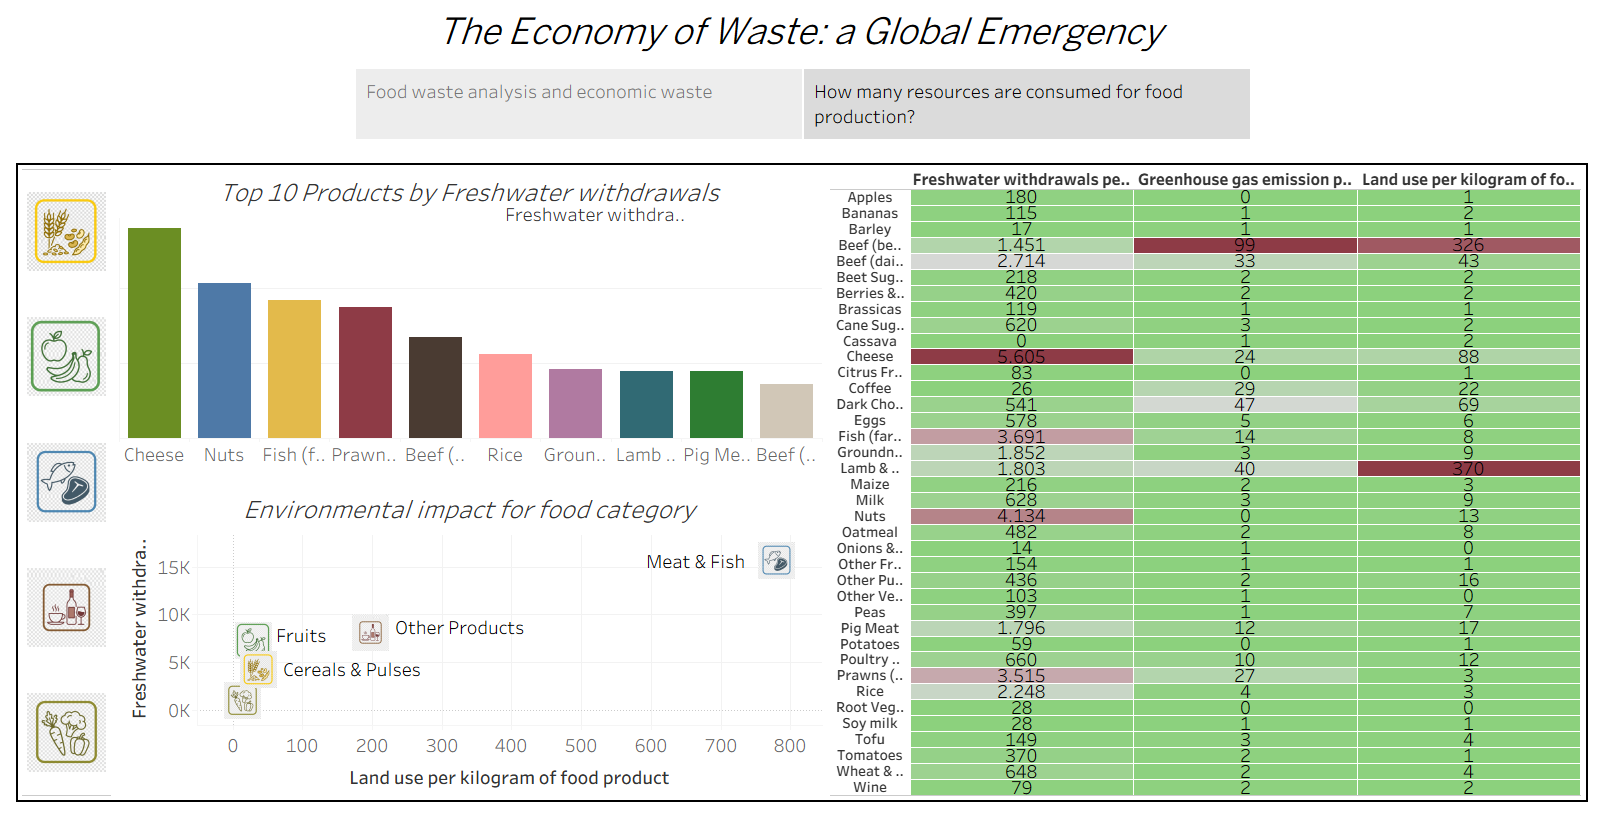 The Economy of Waste: a Global Emergency
Food waste analysis and economic waste
How many resources are consumed for food
production?
Top 10 Products by Freshwater withdrawals
Freshwater withdra..
Cheese Nuts Fish (f.. Prawn.. Beef (.. Rice Groun.. Lamb .. Pig Me.. Beef (..
Environmental impact for food category
Freshwater withdra..
15K
10K
5K
0K
Meat & Fish
Other Products
Fruits
Cereals & Pulses
0 100 200 300 400 500 600 700 800
Land use per kilogram of food product
Freshwater withdrawals pe.. Greenhouse gas emission p.. Land use per kilogram of fo..
Apples 180 0 1
Bananas 115 1 2
Barley 17 1 1
Beef (be.. 1.451 99 326
Beef (dai.. 2.714 33 43
Beet Sug.. 218 2 2
Berries &.. 420 2 2
Brassicas 119 1 1
Cane Sug.. 620 3 2
Cassava 0 1 2
Cheese 5.605 24 88
Citrus Fr.. 83 0 1
Coffee 26 29 22
Dark Cho.. 541 47 69
Eggs 578 5 6
Fish (far.. 3.691 14 8
Groundn.. 1.852 3 9
Lamb & .. 1.803 40 370
Maize 216 2 3
Milk 628 3 9
Nuts 4.134 0 13
Oatmeal 482 2 8
Onions &.. 14 1 0
Other Fr.. 154 1 1
Other Pu.. 436 2 16
Other Ve.. 103 1 0
Peas 397 1 7
Pig Meat 1.796 12 17
Potatoes 59 0 1
Poultry .. 660 10 12
Prawns (.. 3.515 27 3
Rice 2.248 4 3
Root Veg.. 28 0 0
Soy milk 28 1 1
Tofu 149 3 4
Tomatoes 370 2 1
Wheat & .. 648 2 4
Wine 79 2 2